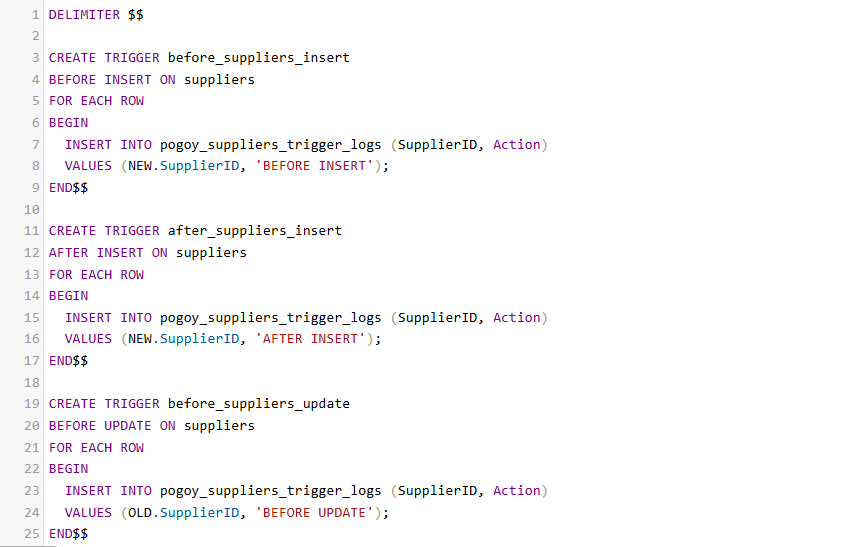 1 DELIMITER $$
2
3 CREATE TRIGGER before_suppliers_insert
4 BEFORE INSERT ON suppliers
5 FOR EACH ROW
6 BEGIN
7   INSERT INTO pogoy_suppliers_trigger_logs (SupplierID, Action)
8   VALUES (NEW.SupplierID, 'BEFORE INSERT');
9 END$$
10
11 CREATE TRIGGER after_suppliers_insert
12 AFTER INSERT ON suppliers
13 FOR EACH ROW
14 BEGIN
15   INSERT INTO pogoy_suppliers_trigger_logs (SupplierID, Action)
16   VALUES (NEW.SupplierID, 'AFTER INSERT');
17 END$$
18
19 CREATE TRIGGER before_suppliers_update
20 BEFORE UPDATE ON suppliers
21 FOR EACH ROW
22 BEGIN
23   INSERT INTO pogoy_suppliers_trigger_logs (SupplierID, Action)
24   VALUES (OLD.SupplierID, 'BEFORE UPDATE');
25 END$$